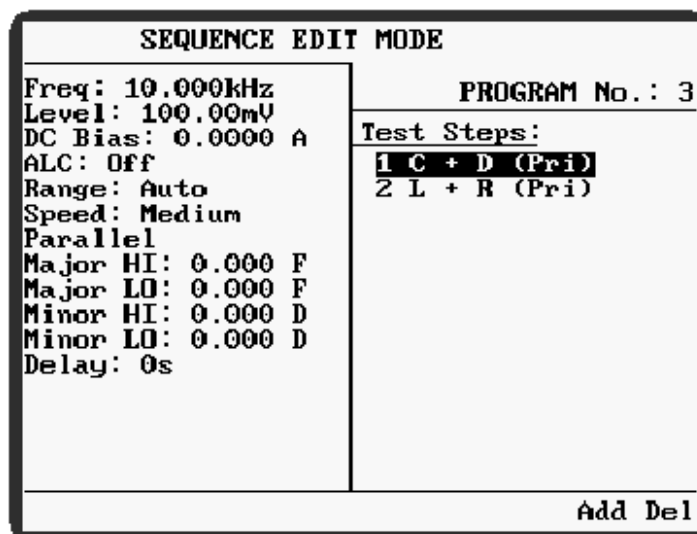 SEQUENCE EDIT MODE
Freq: 10.000kHz
Level: 100.00mV
DC Bias: 0.0000 A
ALC: Off
Range: Auto
Speed: Medium
Parallel
Major HI: 0.000 F
Major LO: 0.000 F
Minor HI: 0.000 D
Minor LO: 0.000 D
Delay: 0s
PROGRAM No.: 3
Test Steps:
1 C + D (Pri)
2 L + R (Pri)
Add Del